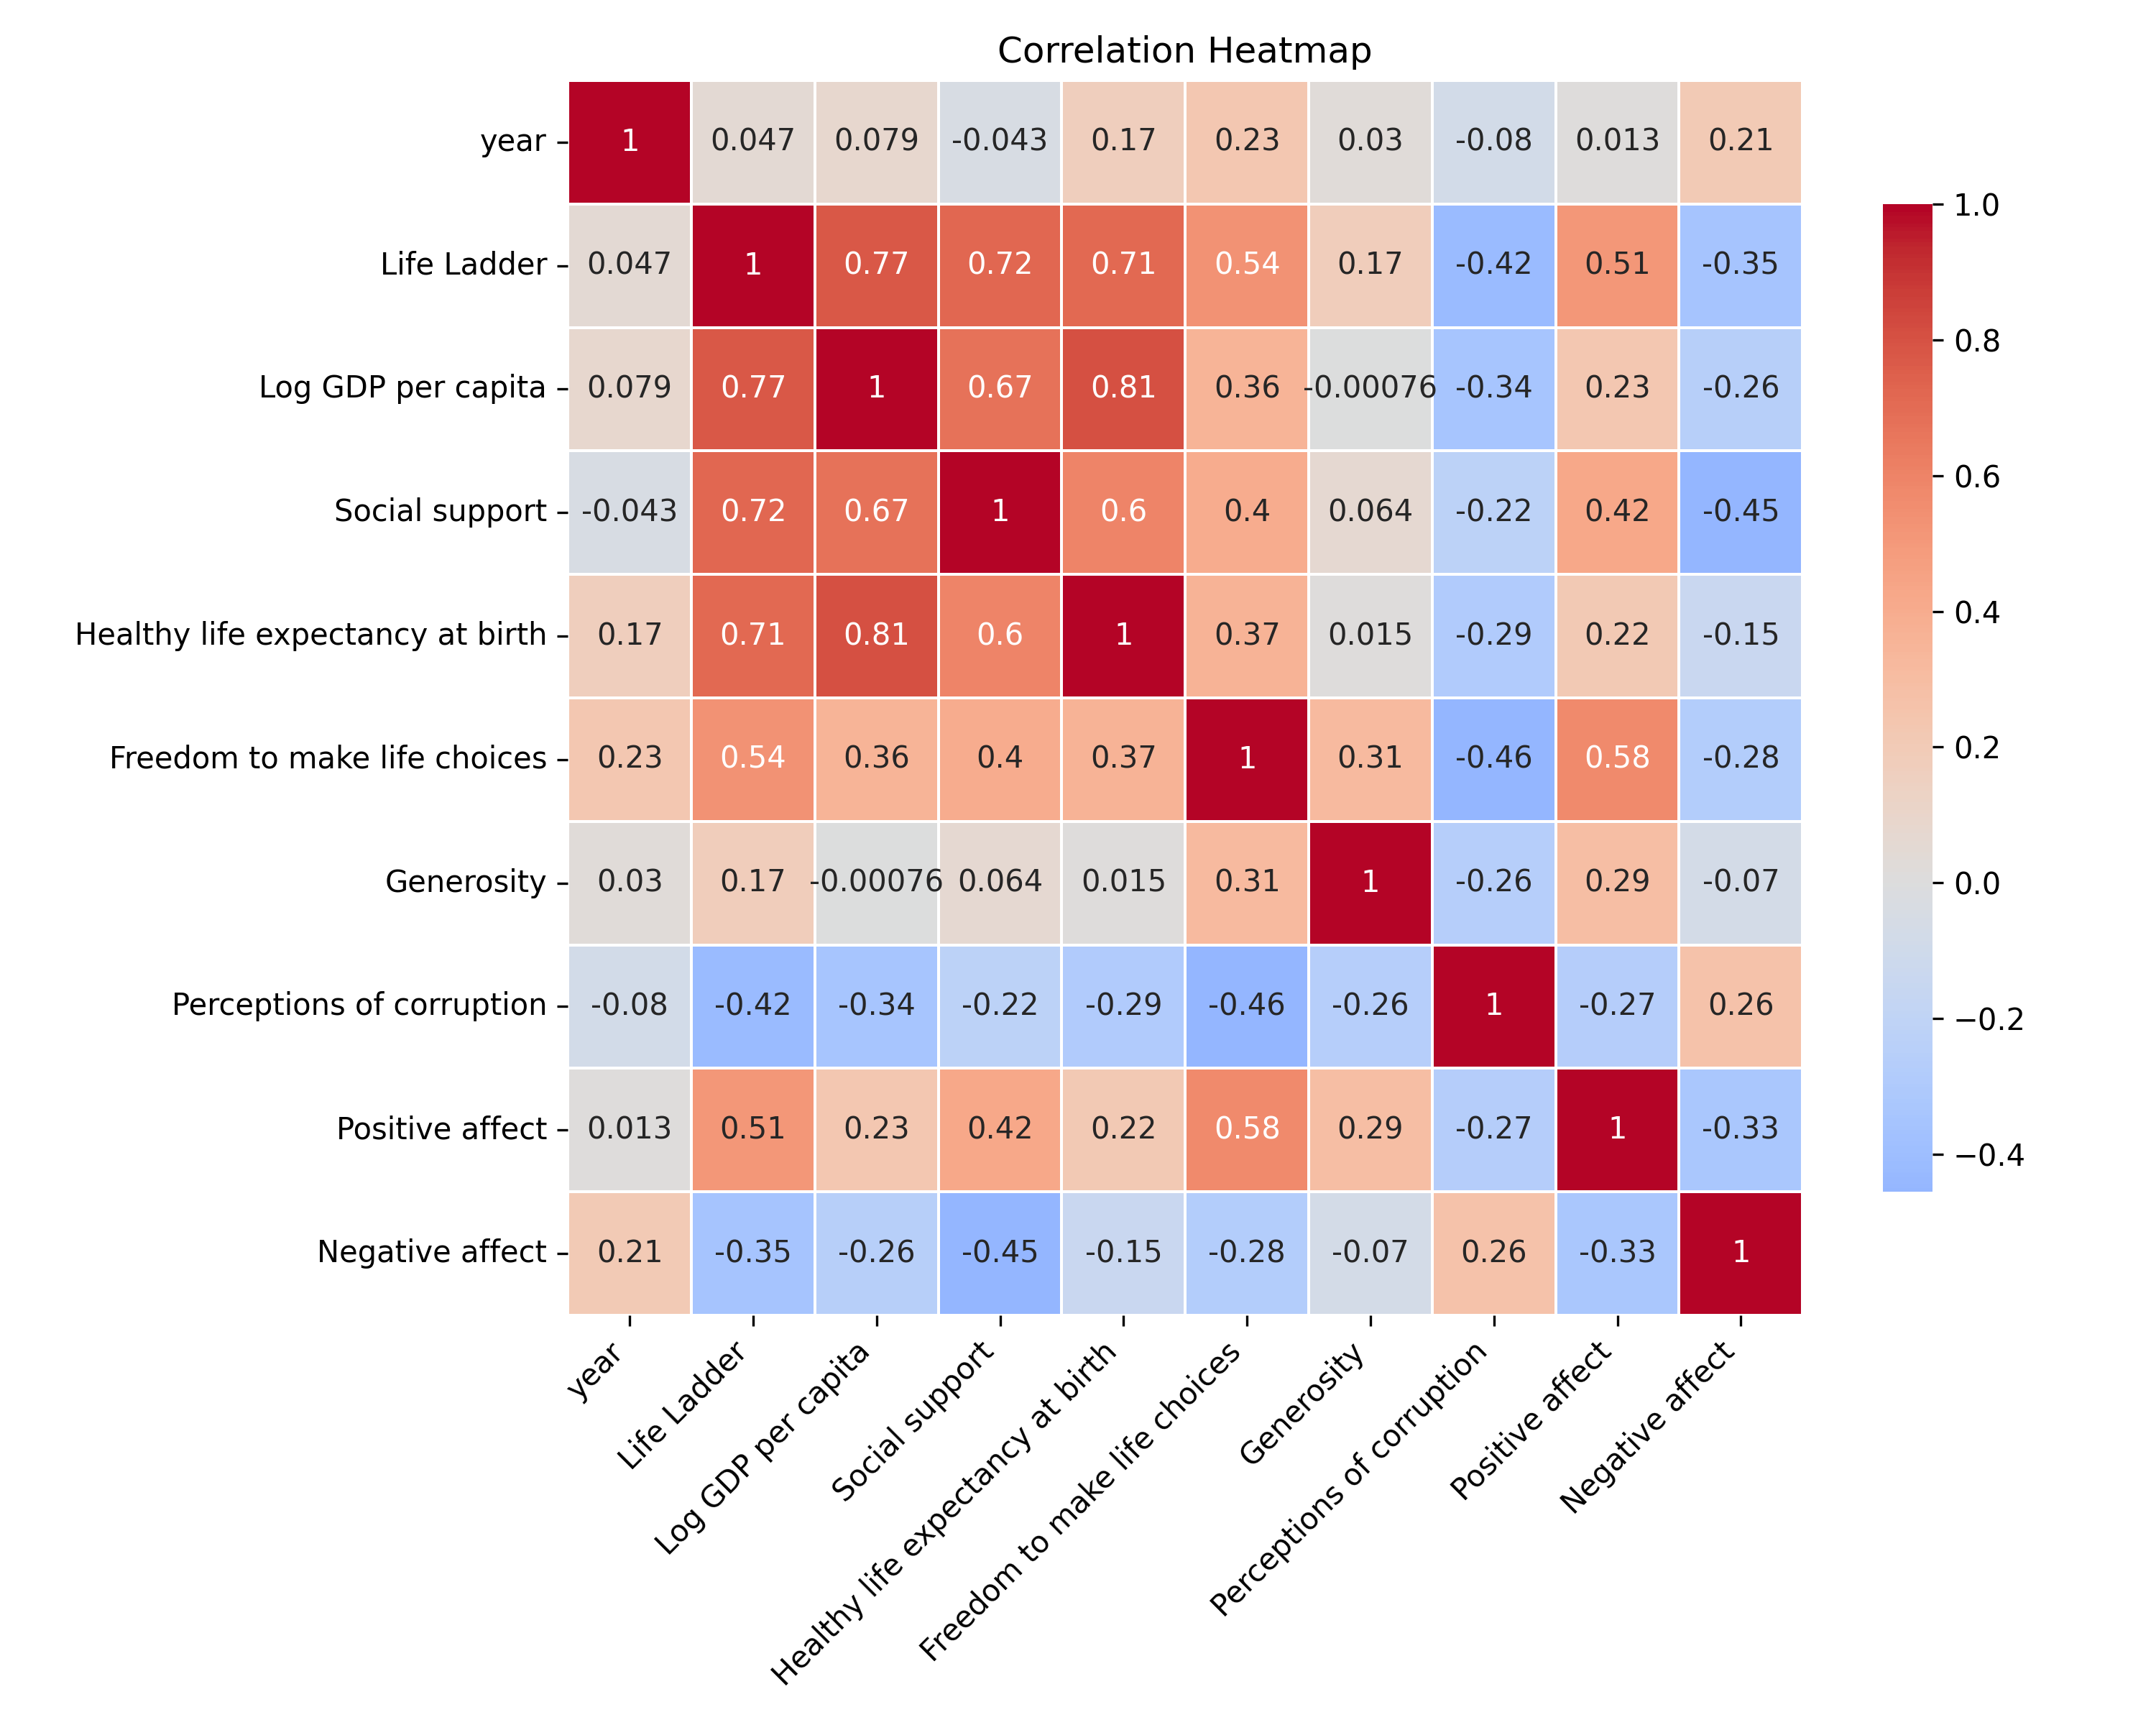 Correlation Heatmap
year 1 0.047 0.079 -0.043 0.17 0.23 0.03 -0.08 0.013 0.21
Life Ladder 0.047 1 0.77 0.72 0.71 0.54 0.17 -0.42 0.51 -0.35
Log GDP per capita 0.079 0.77 1 0.67 0.81 0.36 -0.00076 -0.34 0.23 -0.26
Social support -0.043 0.72 0.67 1 0.6 0.4 0.064 -0.22 0.42 -0.45
Healthy life expectancy at birth 0.17 0.71 0.81 0.6 1 0.37 0.015 -0.29 0.22 -0.15
Freedom to make life choices 0.23 0.54 0.36 0.4 0.37 1 0.31 -0.46 0.58 -0.28
Generosity 0.03 0.17 -0.00076 0.064 0.015 0.31 1 -0.26 0.29 -0.07
Perceptions of corruption -0.08 -0.42 -0.34 -0.22 -0.29 -0.46 -0.26 1 -0.27 0.26
Positive affect 0.013 0.51 0.23 0.42 0.22 0.58 0.29 -0.27 1 -0.33
Negative affect 0.21 -0.35 -0.26 -0.45 -0.15 -0.28 -0.07 0.26 -0.33 1
year
Life Ladder
Log GDP per capita
Social support
Healthy life expectancy at birth
Freedom to make life choices
Generosity
Perceptions of corruption
Positive affect
Negative affect
1.0
0.8
0.6
0.4
0.2
0.0
−0.2
−0.4